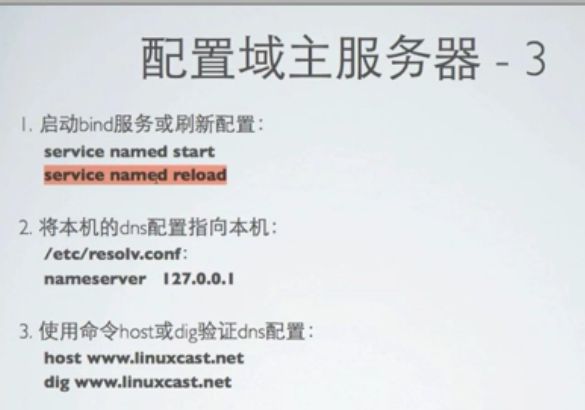 配置域主服务器 - 3
1. 启动bind服务或刷新配置：
service named start
service named reload
2. 将本机的dns配置指向本机：
/etc/resolv.conf:
nameserver 127.0.0.1
3. 使用命令host或dig验证dns配置：
host www.linuxcast.net
dig www.linuxcast.net